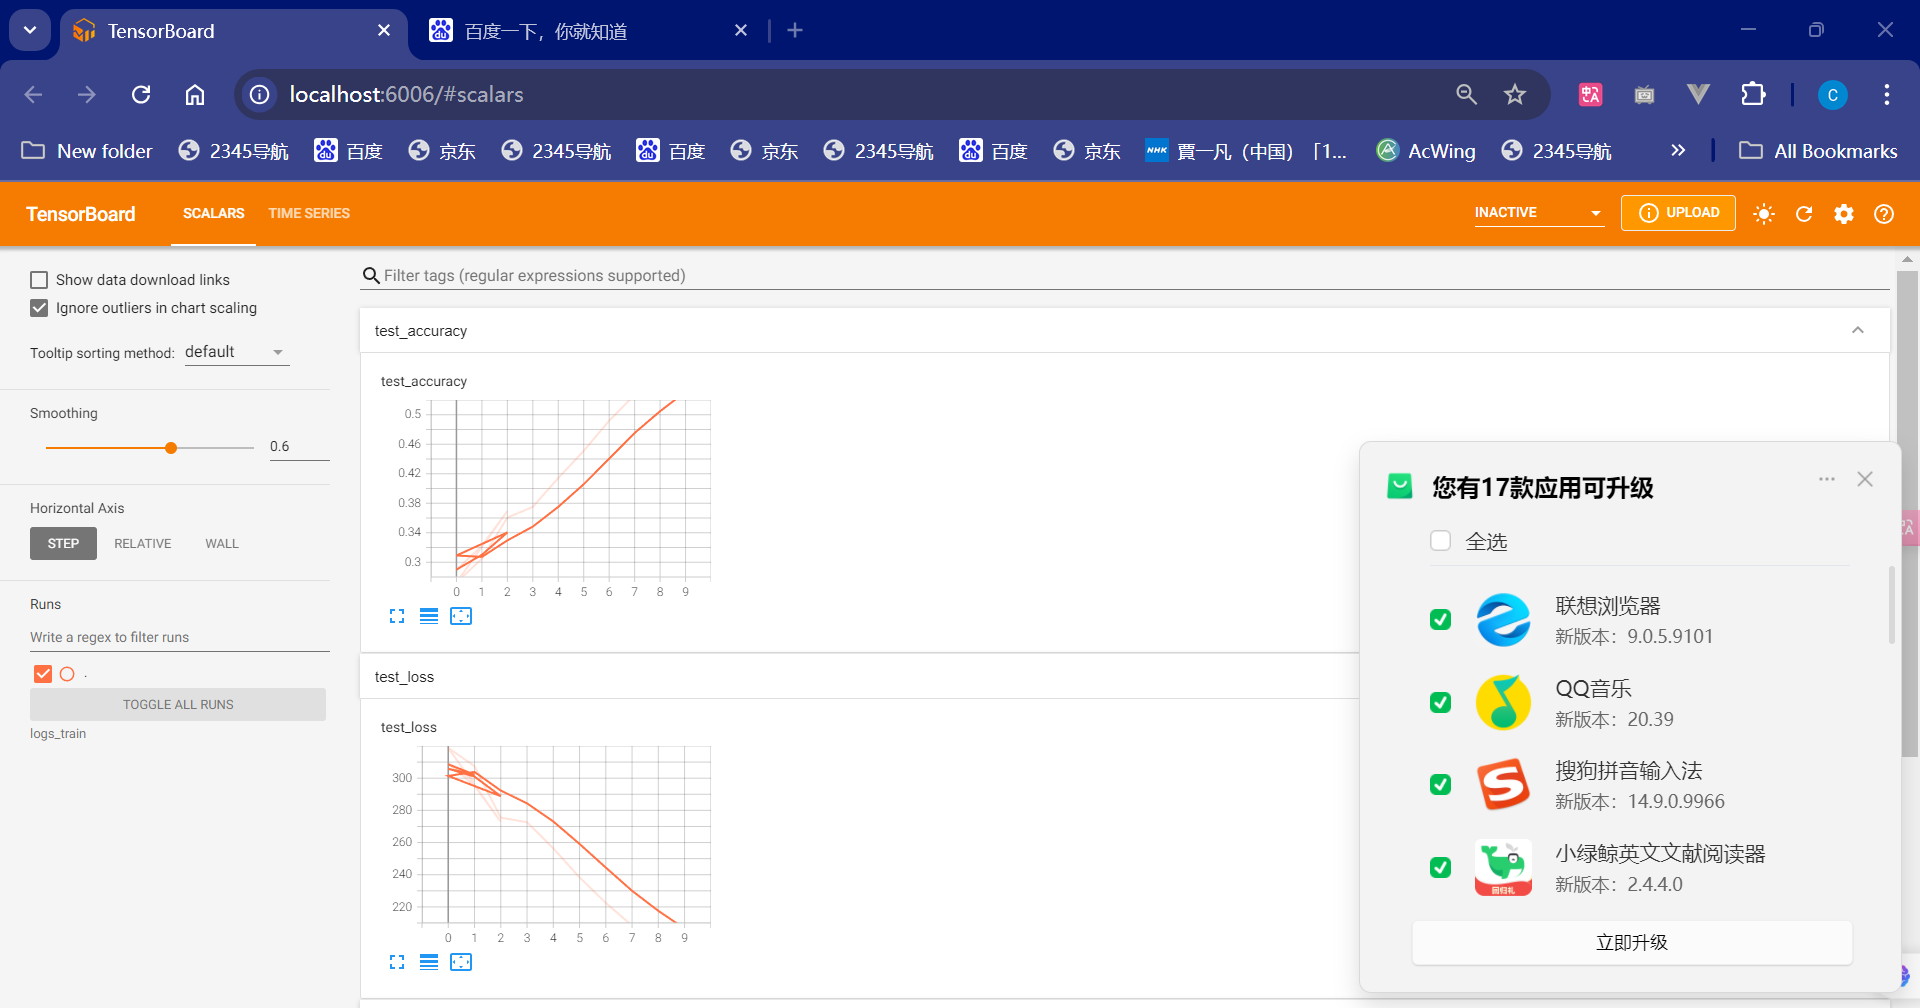 TensorBoard
百度一下，你就知道
localhost:6006/#scalars
New folder 2345导航 百度 京东 2345导航 百度 京东 2345导航 百度 京东 賈一凡（中国）「1... AcWing 2345导航 » All Bookmarks
TensorBoard SCALARS TIME SERIES INACTIVE UPLOAD
Show data download links
Ignore outliers in chart scaling
Tooltip sorting method: default
Smoothing
0.6
Horizontal Axis
STEP RELATIVE WALL
Runs
Write a regex to filter runs
.
TOGGLE ALL RUNS
logs_train
Filter tags (regular expressions supported)
test_accuracy
test_accuracy
0.5
0.46
0.42
0.38
0.34
0.3
0 1 2 3 4 5 6 7 8 9
test_loss
test_loss
300
280
260
240
220
0 1 2 3 4 5 6 7 8 9
您有17款应用可升级
全选
联想浏览器
新版本：9.0.5.9101
QQ音乐
新版本：20.39
搜狗拼音输入法
新版本：14.9.0.9966
小绿鲸英文文献阅读器
新版本：2.4.4.0
立即升级